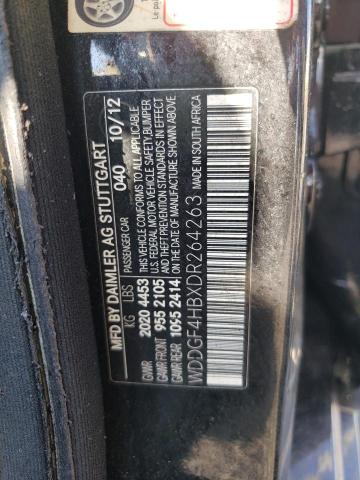 MFD BY DAIMLER AG STUTTGART
040 10/12
KG LBS PASSENGER CAR
GVWR 2020 4453
GAWR FRONT 955 2105
GAWR REAR 1095 2414
THIS VEHICLE CONFORMS TO ALL APPLICABLE
U.S. FEDERAL MOTOR VEHICLE SAFETY, BUMPER
AND THEFT PREVENTION STANDARDS IN EFFECT
ON THE DATE OF MANUFACTURE SHOWN ABOVE
MADE IN SOUTH AFRICA
WDDGF4HBXDR264263